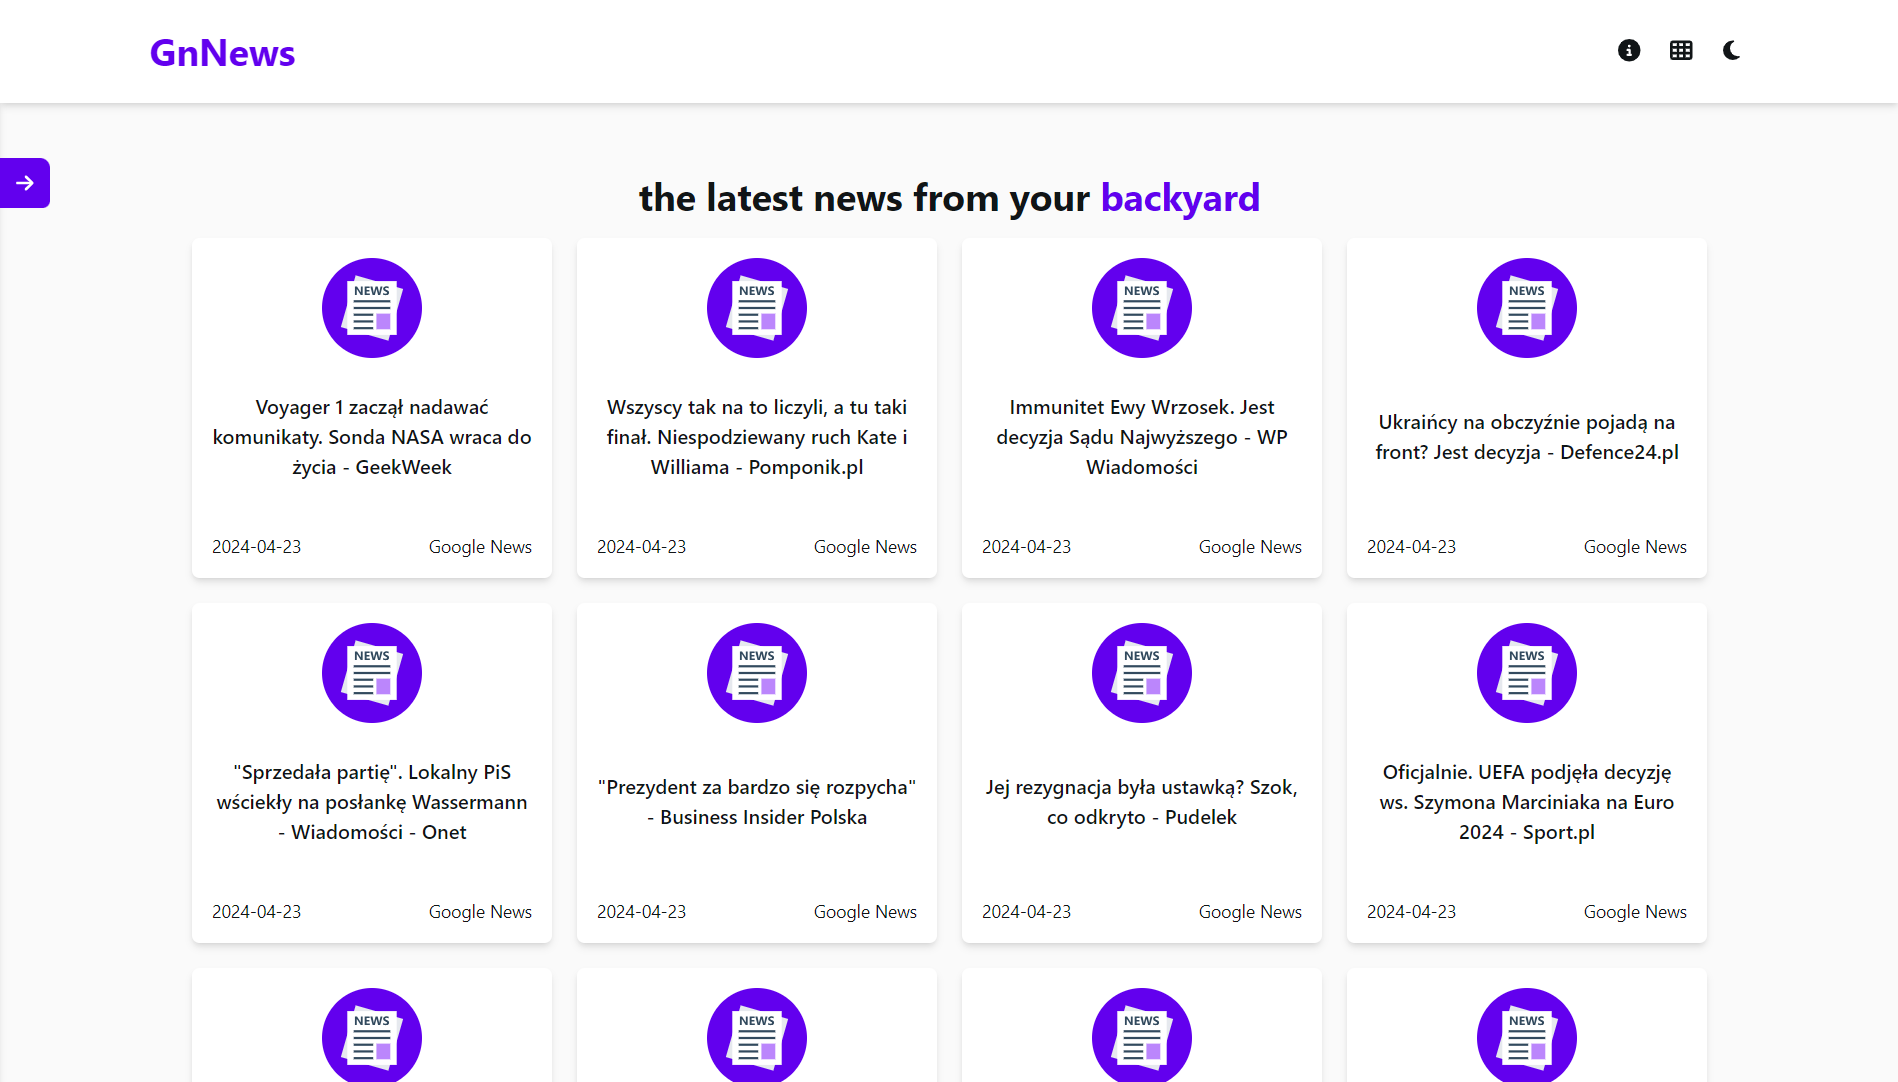 GnNews
the latest news from your backyard
NEWS
Voyager 1 zaczął nadawać
komunikaty. Sonda NASA wraca do
życia - GeekWeek
2024-04-23 Google News
NEWS
Wszyscy tak na to liczyli, a tu taki
finał. Niespodziewany ruch Kate i
Williama - Pomponik.pl
2024-04-23 Google News
NEWS
Immunitet Ewy Wrzosek. Jest
decyzja Sądu Najwyższego - WP
Wiadomości
2024-04-23 Google News
NEWS
Ukraińcy na obczyźnie pojadą na
front? Jest decyzja - Defence24.pl
2024-04-23 Google News
NEWS
"Sprzedała partię". Lokalny PiS
wściekły na posłankę Wassermann
- Wiadomości - Onet
2024-04-23 Google News
NEWS
"Prezydent za bardzo się rozpycha"
- Business Insider Polska
2024-04-23 Google News
NEWS
Jej rezygnacja była ustawką? Szok,
co odkryto - Pudelek
2024-04-23 Google News
NEWS
Oficjalnie. UEFA podjęła decyzję
ws. Szymona Marciniaka na Euro
2024 - Sport.pl
2024-04-23 Google News
NEWS
NEWS
NEWS
NEWS